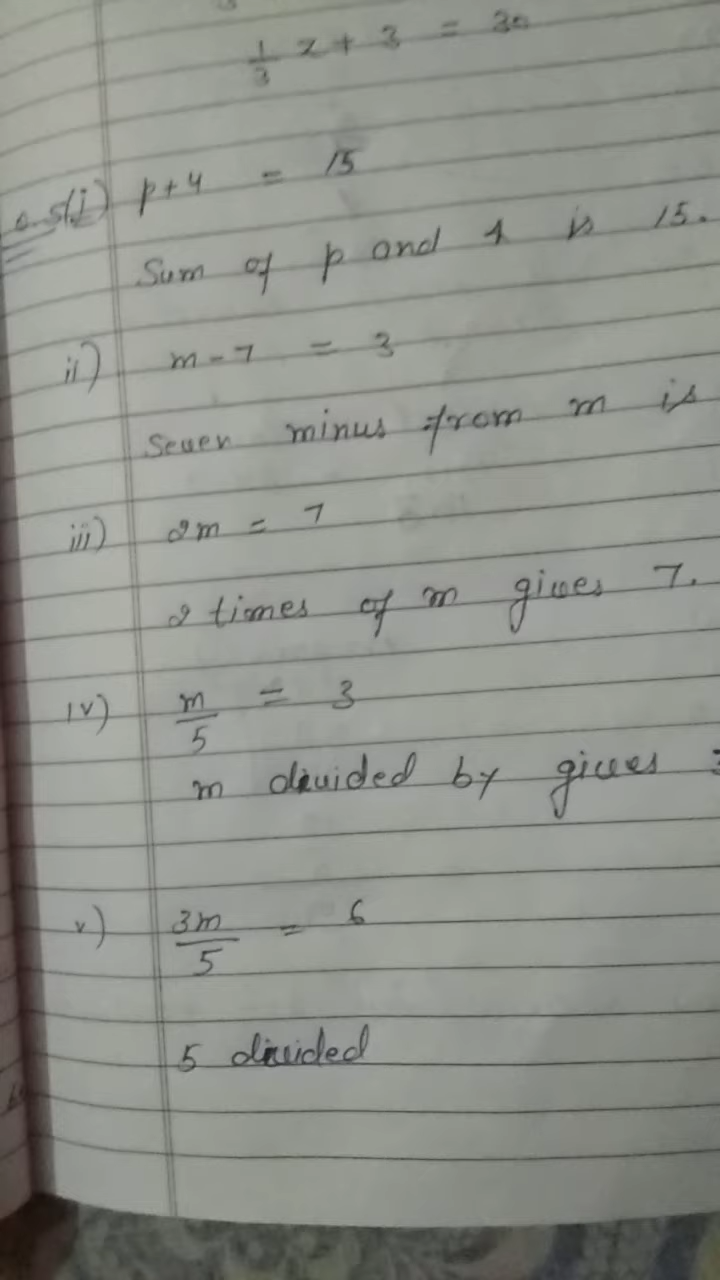 1/3 z + 3 = 30
(i) p+4 = 15
Sum of p and 4 is 15.
ii) m - 7 = 3
Seven minus from m is
iii) 2m = 7
2 times of m gives 7.
iv) m/5 = 3
m divided by gives 3
v) 3m/5 = 6
5 divided